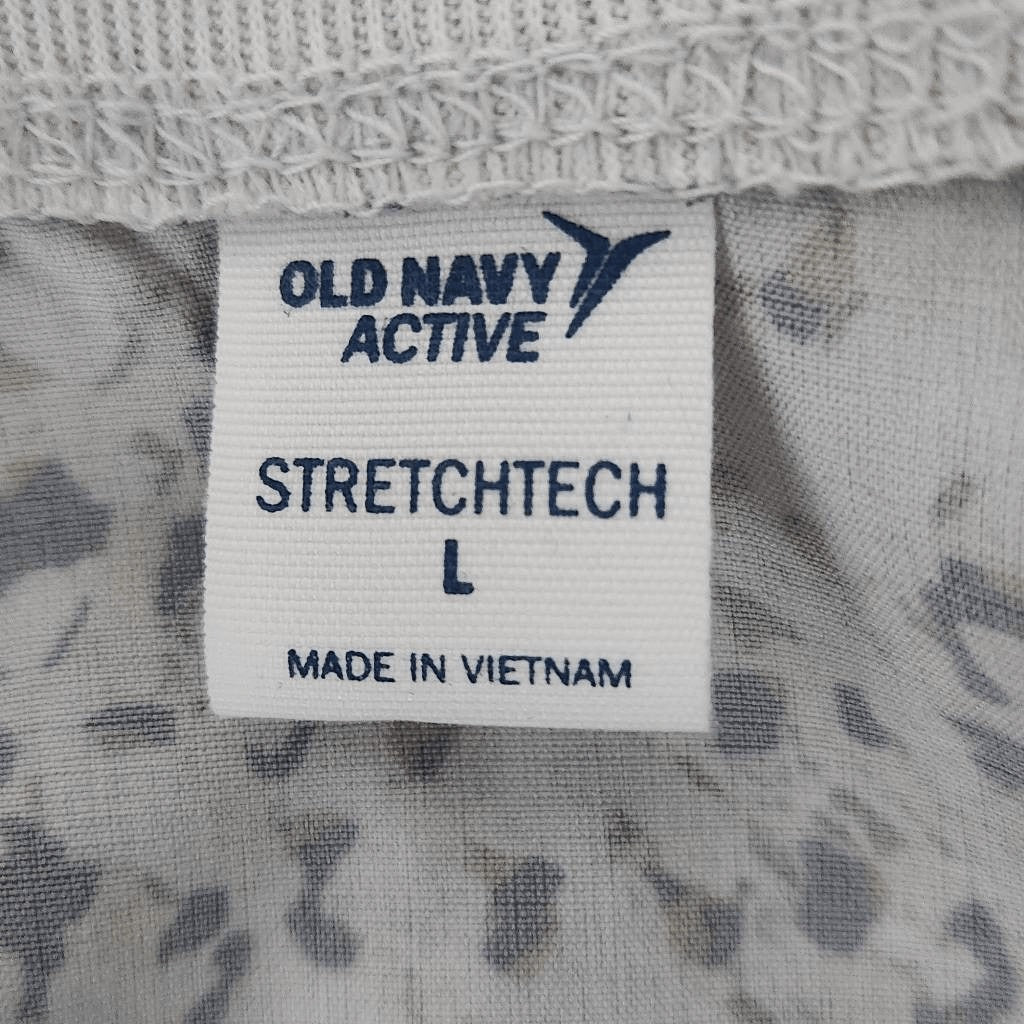 OLD NAVY
ACTIVE
STRETCHTECH
L
MADE IN VIETNAM